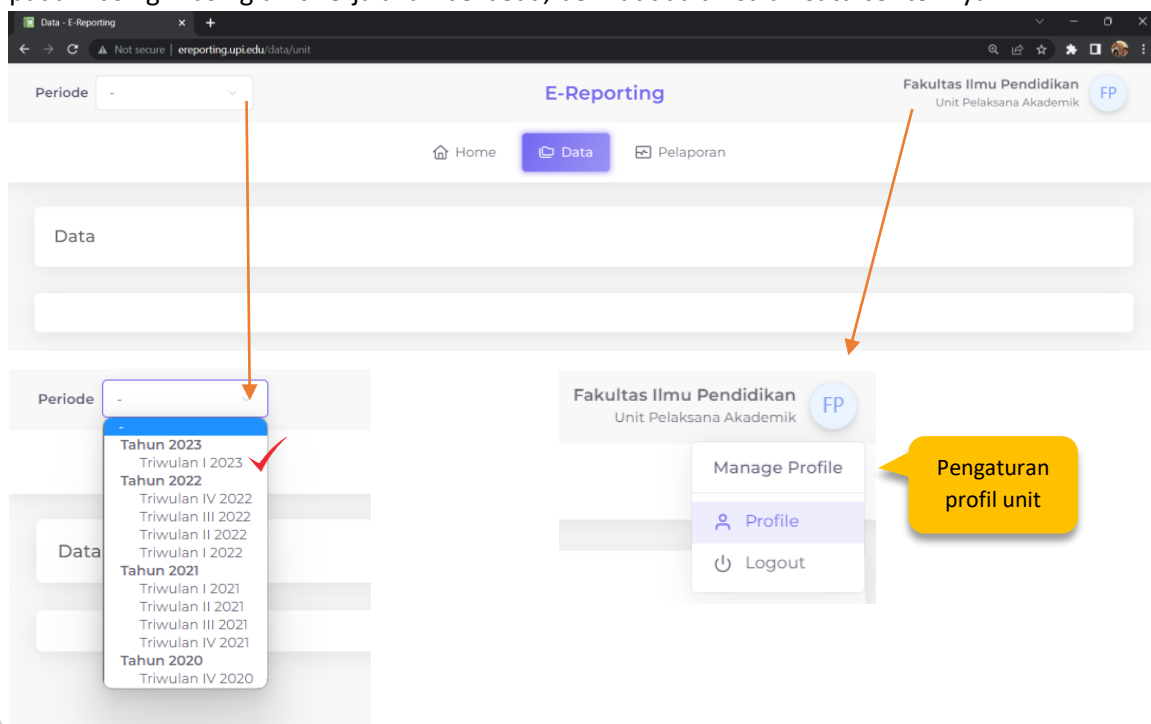 Data - E-Reporting
Not secure | ereporting.upi.edu/data/unit
Periode -
E-Reporting
Fakultas Ilmu Pendidikan
Unit Pelaksana Akademik
FP
Home Data Pelaporan
Data
Periode -
-
Tahun 2023
Triwulan I 2023
Tahun 2022
Triwulan IV 2022
Triwulan III 2022
Triwulan II 2022
Triwulan I 2022
Tahun 2021
Triwulan I 2021
Triwulan II 2021
Triwulan III 2021
Triwulan IV 2021
Tahun 2020
Triwulan IV 2020
Data
Fakultas Ilmu Pendidikan
Unit Pelaksana Akademik
FP
Manage Profile
Profile
Logout
Pengaturan
profil unit